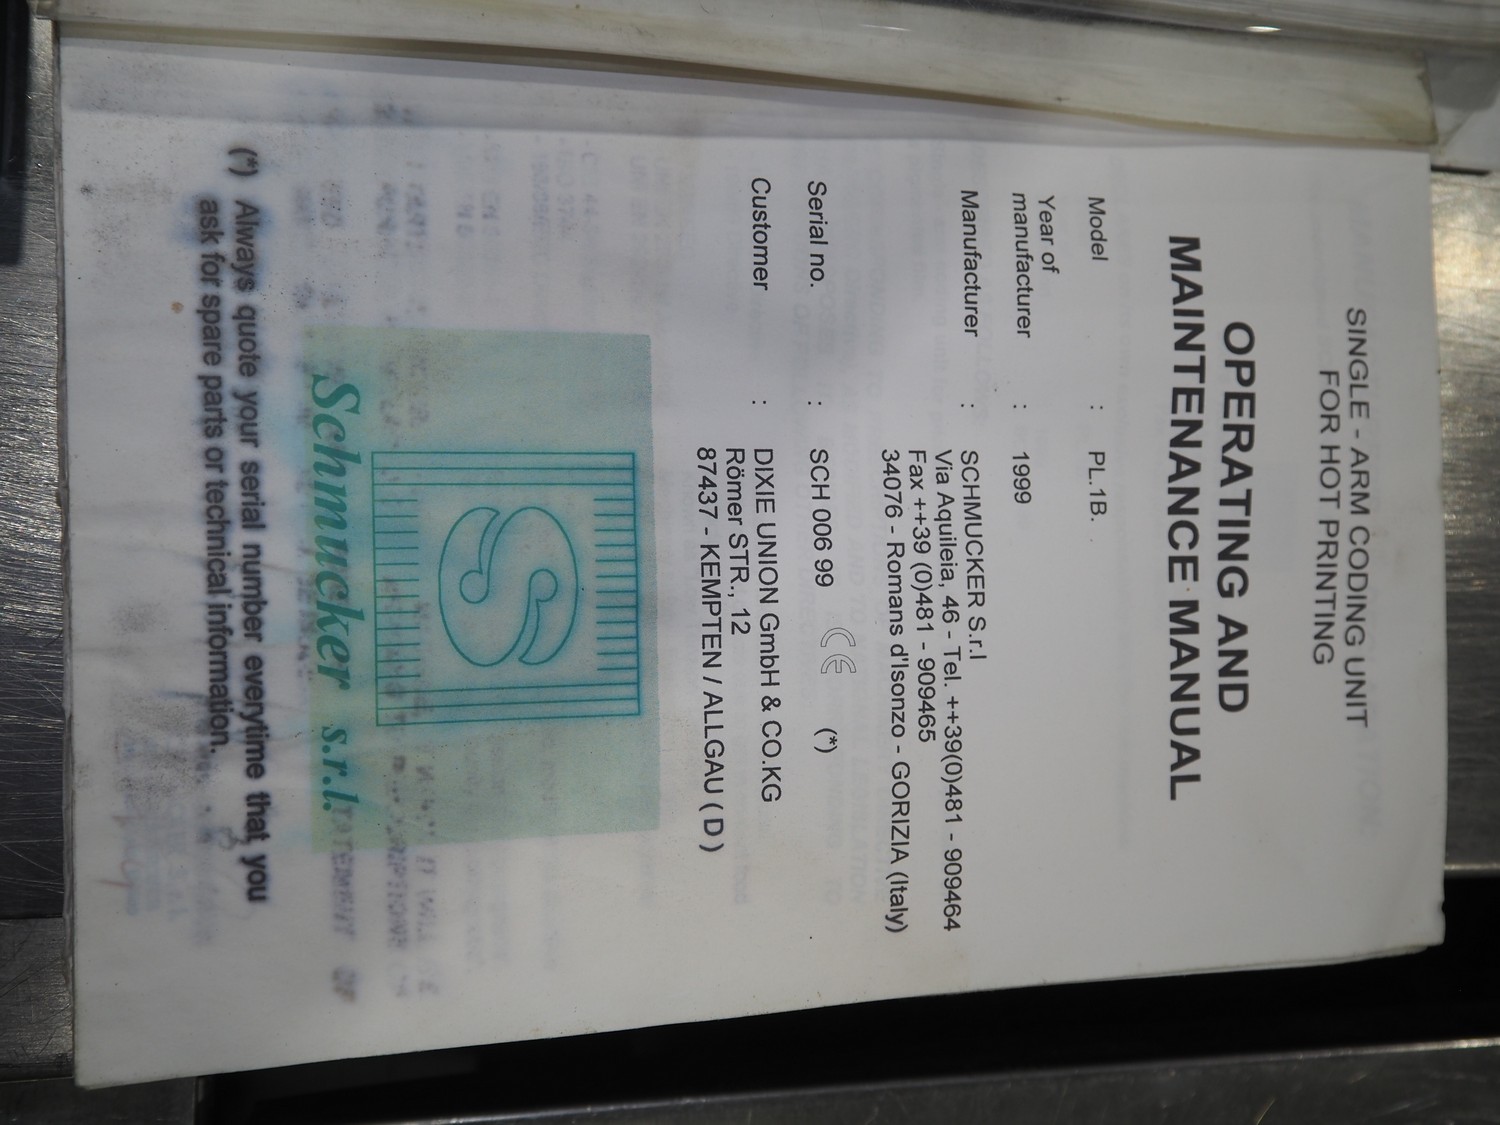 SINGLE - ARM CODING UNIT
FOR HOT PRINTING
OPERATING AND
MAINTENANCE MANUAL
Model : PL.1B.
Year of
manufacturer : 1999
Manufacturer : SCHMUCKER S.r.l
Via Aquileia, 46 - Tel. ++39(0)481 - 909464
Fax ++39 (0)481 - 909465
34076 - Romans d'Isonzo - GORIZIA (Italy)
Serial no. : SCH 006 99 CE (*)
Customer : DIXIE UNION GmbH & CO.KG
Römer STR., 12
87437 - KEMPTEN / ALLGAU ( D )
S
Schmucker s.r.l.
(*) Always quote your serial number everytime that you
ask for spare parts or technical information.